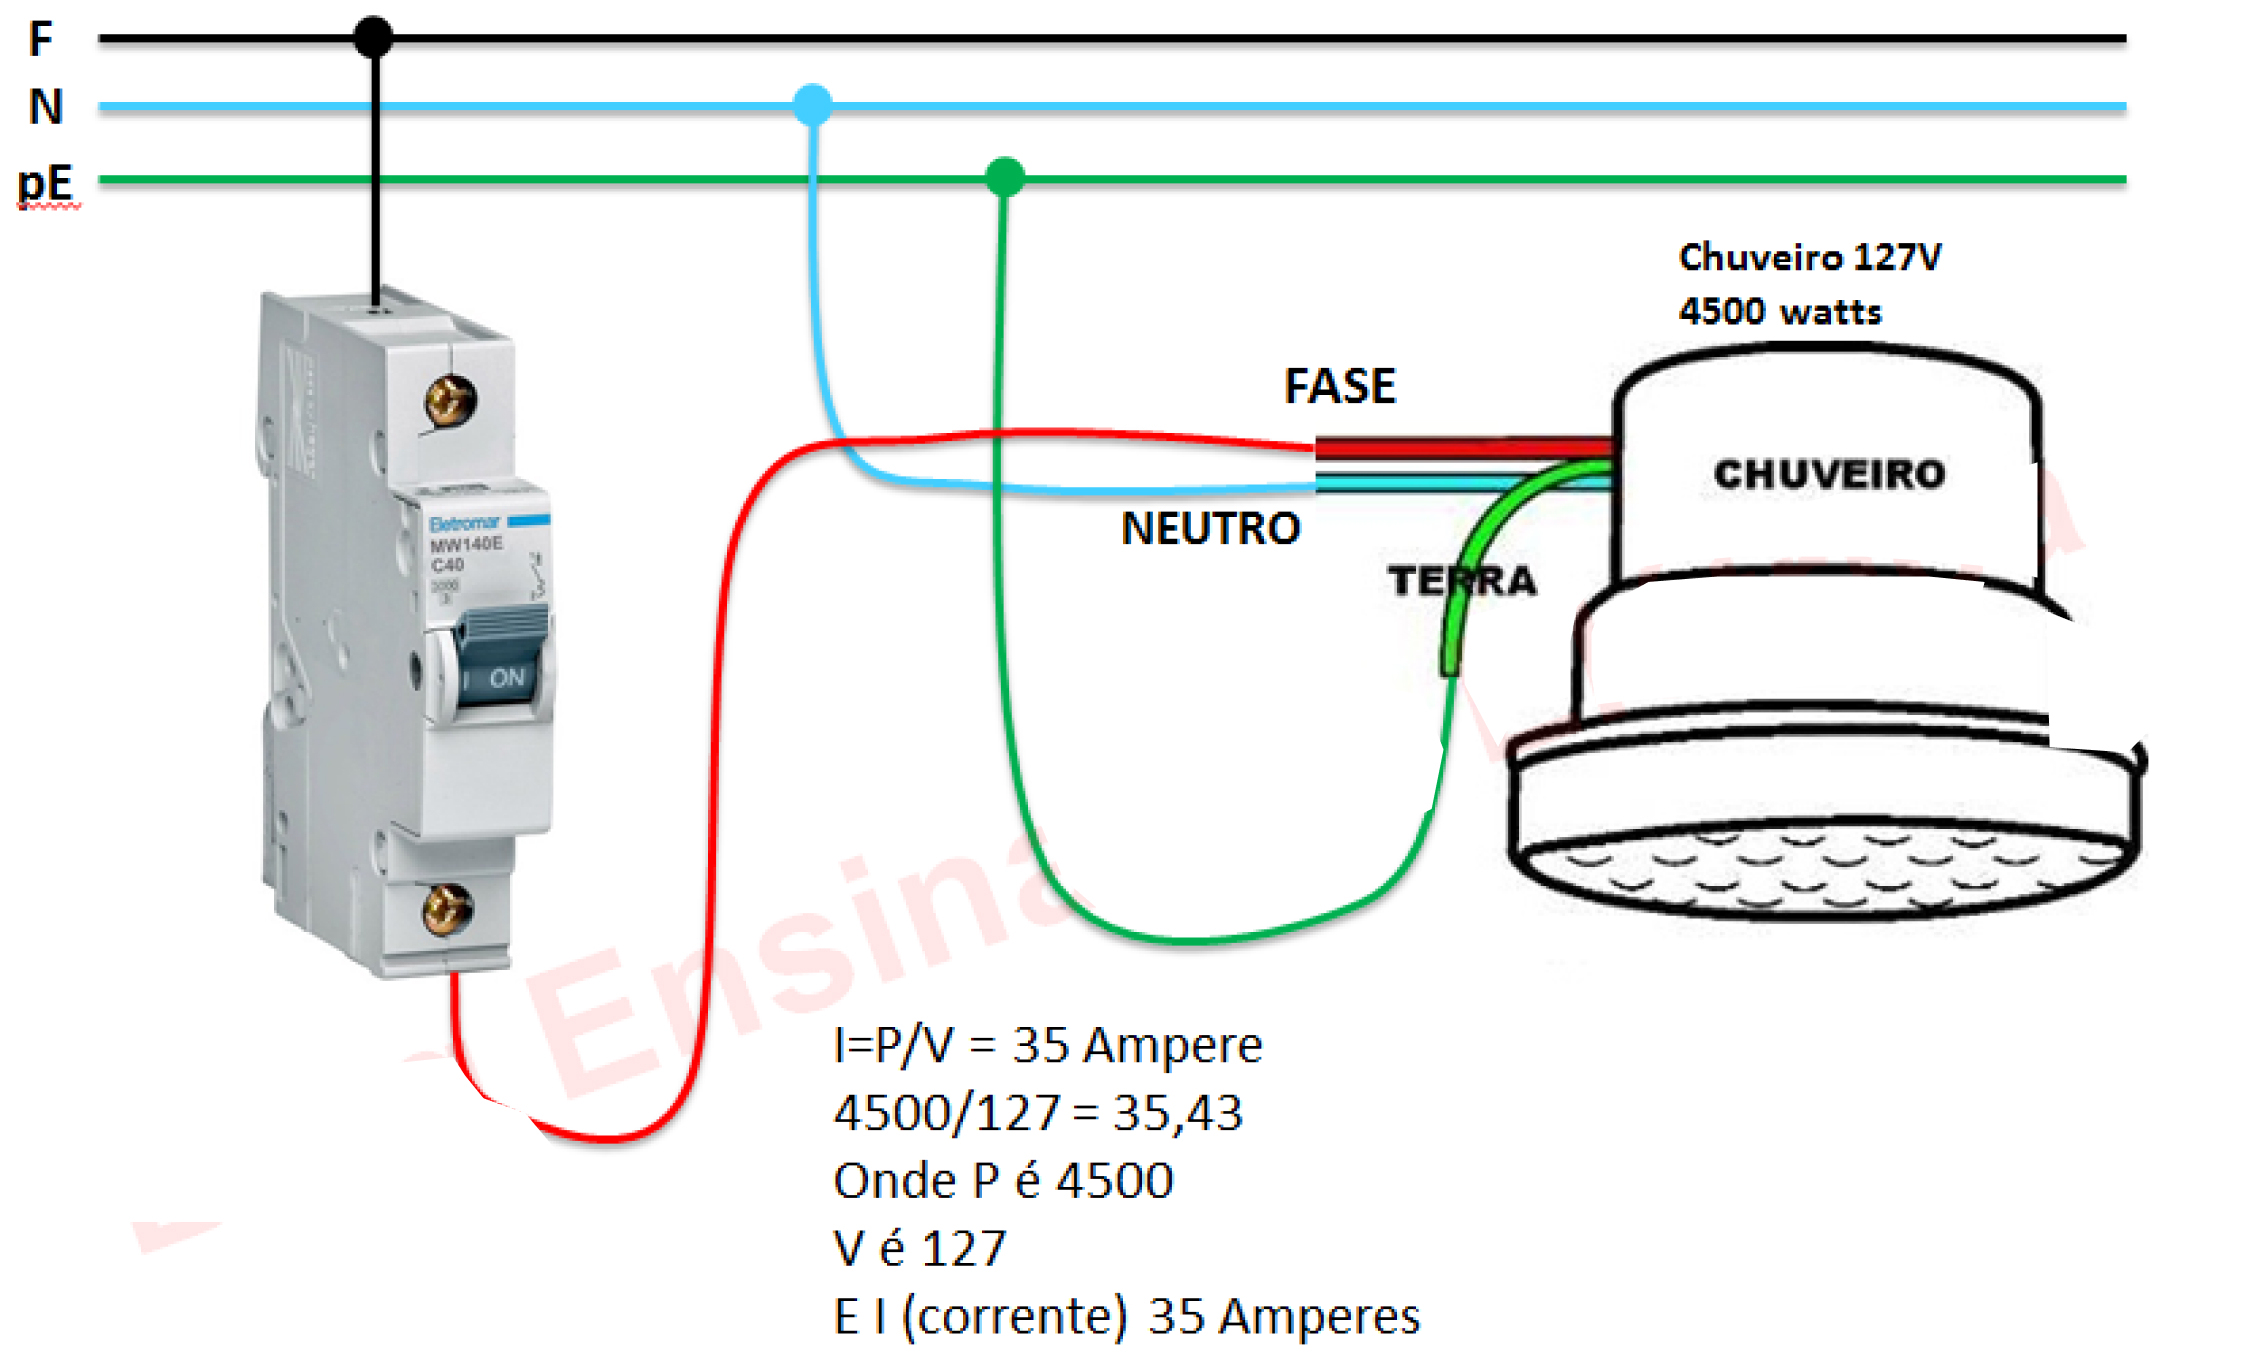 F
N
pE
Chuveiro 127V
4500 watts
FASE
CHUVEIRO
NEUTRO
TERRA
Eletromar
MW140E
C40
3000
3
I ON
Ensina
I=P/V = 35 Ampere
4500/127 = 35,43
Onde P é 4500
V é 127
E I (corrente) 35 Amperes